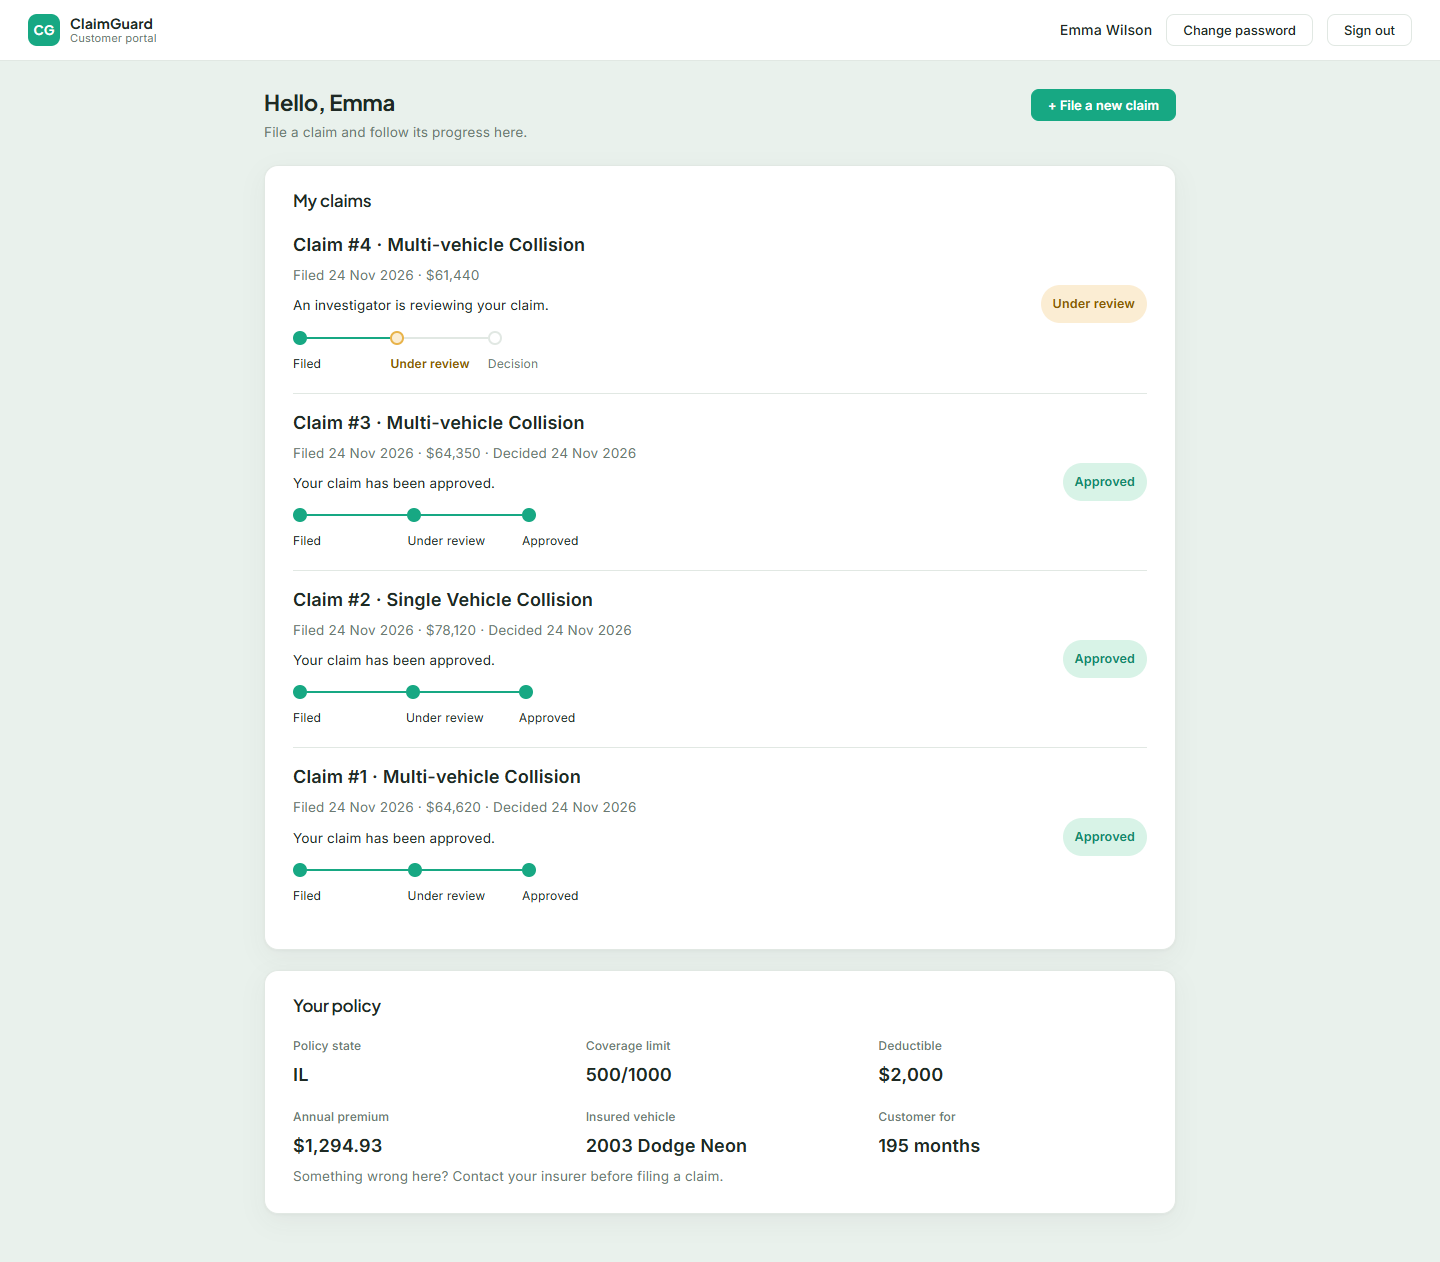 CG
ClaimGuard
Customer portal
Emma Wilson
Change password
Sign out
Hello, Emma
File a claim and follow its progress here.
+ File a new claim
My claims
Claim #4 · Multi-vehicle Collision
Filed 24 Nov 2026 · $61,440
An investigator is reviewing your claim.
Under review
Filed Under review Decision
Claim #3 · Multi-vehicle Collision
Filed 24 Nov 2026 · $64,350 · Decided 24 Nov 2026
Your claim has been approved.
Approved
Filed Under review Approved
Claim #2 · Single Vehicle Collision
Filed 24 Nov 2026 · $78,120 · Decided 24 Nov 2026
Your claim has been approved.
Approved
Filed Under review Approved
Claim #1 · Multi-vehicle Collision
Filed 24 Nov 2026 · $64,620 · Decided 24 Nov 2026
Your claim has been approved.
Approved
Filed Under review Approved
Your policy
Policy state Coverage limit Deductible
IL 500/1000 $2,000
Annual premium Insured vehicle Customer for
$1,294.93 2003 Dodge Neon 195 months
Something wrong here? Contact your insurer before filing a claim.